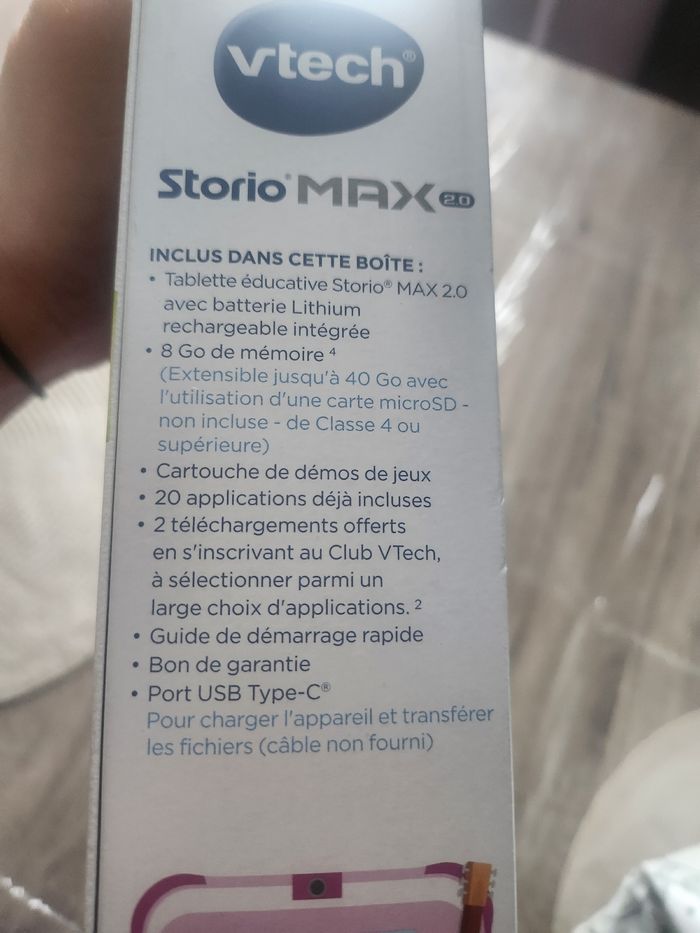 vtech®
Storio® MAX 2.0
INCLUS DANS CETTE BOÎTE :
• Tablette éducative Storio® MAX 2.0
avec batterie Lithium
rechargeable intégrée
• 8 Go de mémoire ⁴
(Extensible jusqu'à 40 Go avec
l'utilisation d'une carte microSD -
non incluse - de Classe 4 ou
supérieure)
• Cartouche de démos de jeux
• 20 applications déjà incluses
• 2 téléchargements offerts
en s'inscrivant au Club VTech,
à sélectionner parmi un
large choix d'applications. ²
• Guide de démarrage rapide
• Bon de garantie
• Port USB Type-C®
Pour charger l'appareil et transférer
les fichiers (câble non fourni)